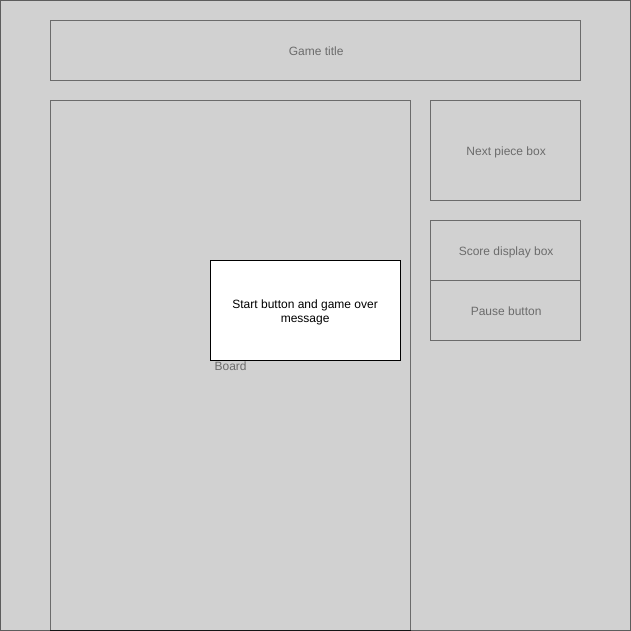 Game title
Next piece box
Score display box
Start button and game over
message
Pause button
Board